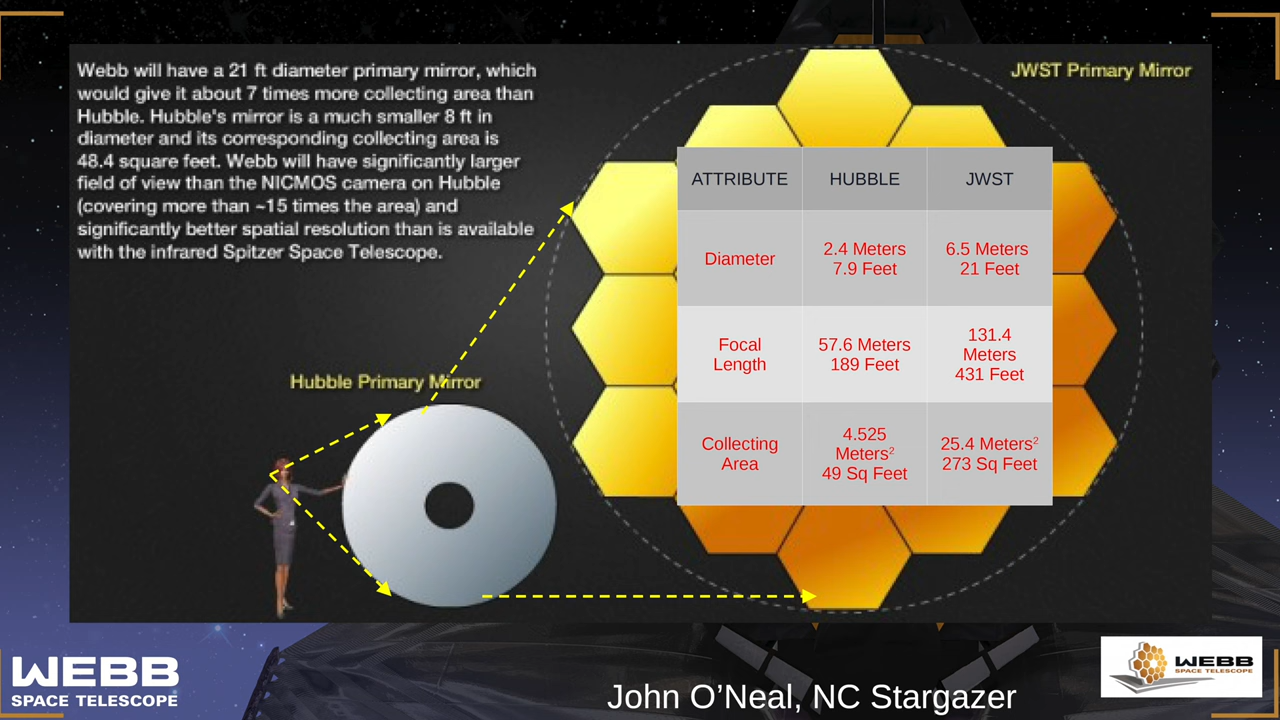 Webb will have a 21 ft diameter primary mirror, which
would give it about 7 times more collecting area than
Hubble. Hubble's mirror is a much smaller 8 ft in
diameter and its corresponding collecting area is
48.4 square feet. Webb will have significantly larger
field of view than the NICMOS camera on Hubble
(covering more than ~15 times the area) and
significantly better spatial resolution than is available
with the infrared Spitzer Space Telescope.
JWST Primary Mirror
Hubble Primary Mirror
ATTRIBUTE HUBBLE JWST
Diameter
2.4 Meters
7.9 Feet
6.5 Meters
21 Feet
Focal
Length
57.6 Meters
189 Feet
131.4
Meters
431 Feet
Collecting
Area
4.525
Meters²
49 Sq Feet
25.4 Meters²
273 Sq Feet
WEBB
SPACE TELESCOPE
John O’Neal, NC Stargazer
WEBB
SPACE TELESCOPE